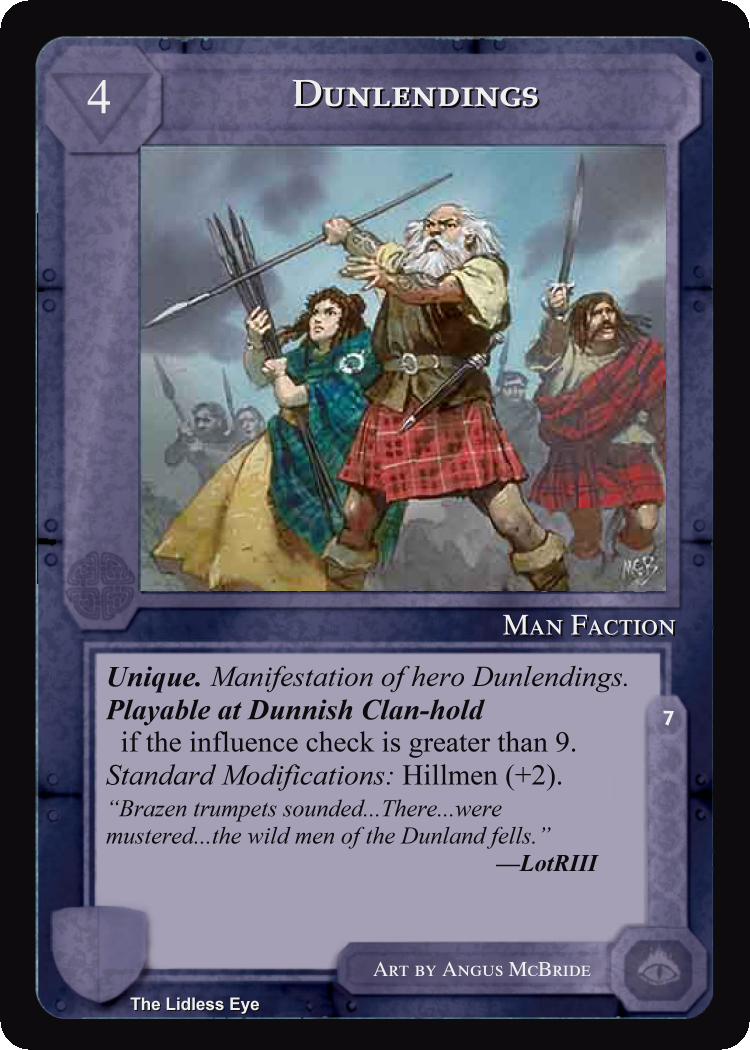 4
DUNLENDINGS
McB
MAN FACTION
Unique. Manifestation of hero Dunlendings.
Playable at Dunnish Clan-hold
if the influence check is greater than 9.
Standard Modifications: Hillmen (+2).
7
“Brazen trumpets sounded...There...were
mustered...the wild men of the Dunland fells.”
—LotRIII
ART BY ANGUS MCBRIDE
The Lidless Eye